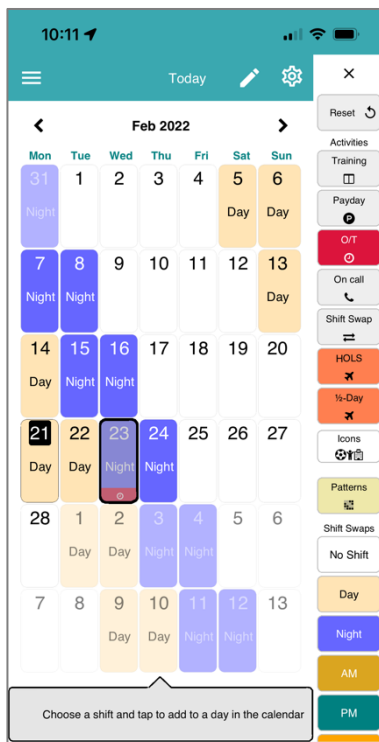 10:11
Today
Reset
Feb 2022
Activities
Mon Tue Wed Thu Fri Sat Sun
Training
31 1 2 3 4 5 6
Night Day Day
Payday
P
O/T
7 8 9 10 11 12 13
Night Night Day
On call
Shift Swap
14 15 16 17 18 19 20
Day Night Night
HOLS
½-Day
21 22 23 24 25 26 27
Day Day Night Night
Icons
Patterns
28 1 2 3 4 5 6
Day Day Night Night
Shift Swaps
No Shift
7 8 9 10 11 12 13
Day Day Night Night
Day
Night
AM
Choose a shift and tap to add to a day in the calendar
PM